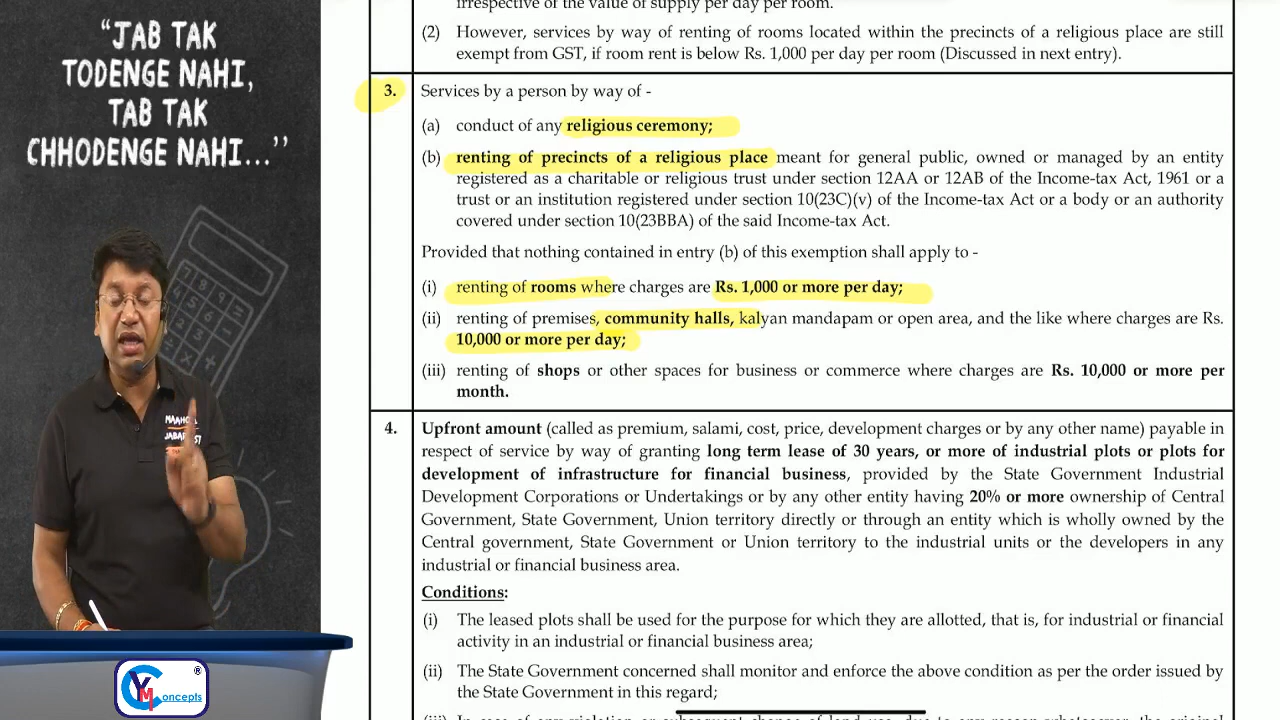 “JAB TAK
TODENGE NAHI,
TAB TAK
CHHODENGE NAHI...’’
irrespective of the value of supply per day per room.
(2) However, services by way of renting of rooms located within the precincts of a religious place are still
exempt from GST, if room rent is below Rs. 1,000 per day per room (Discussed in next entry).
3. Services by a person by way of -
(a) conduct of any religious ceremony;
(b) renting of precincts of a religious place meant for general public, owned or managed by an entity
registered as a charitable or religious trust under section 12AA or 12AB of the Income-tax Act, 1961 or a
trust or an institution registered under section 10(23C)(v) of the Income-tax Act or a body or an authority
covered under section 10(23BBA) of the said Income-tax Act.
Provided that nothing contained in entry (b) of this exemption shall apply to -
(i) renting of rooms where charges are Rs. 1,000 or more per day;
(ii) renting of premises, community halls, kalyan mandapam or open area, and the like where charges are Rs.
10,000 or more per day;
(iii) renting of shops or other spaces for business or commerce where charges are Rs. 10,000 or more per
month.
4. Upfront amount (called as premium, salami, cost, price, development charges or by any other name) payable in
respect of service by way of granting long term lease of 30 years, or more of industrial plots or plots for
development of infrastructure for financial business, provided by the State Government Industrial
Development Corporations or Undertakings or by any other entity having 20% or more ownership of Central
Government, State Government, Union territory directly or through an entity which is wholly owned by the
Central government, State Government or Union territory to the industrial units or the developers in any
industrial or financial business area.
Conditions:
(i) The leased plots shall be used for the purpose for which they are allotted, that is, for industrial or financial
activity in an industrial or financial business area;
(ii) The State Government concerned shall monitor and enforce the above condition as per the order issued by
the State Government in this regard;
CYM oncepts ®